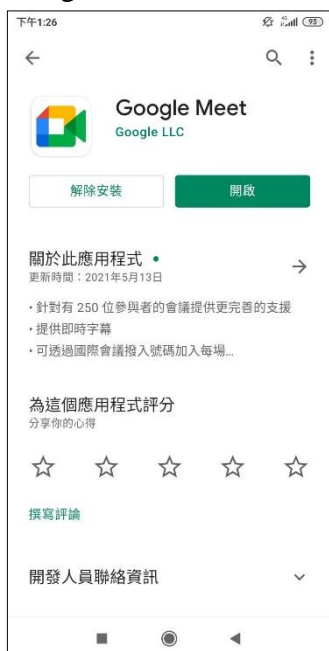 下午1:26
4G
93
Google Meet
Google LLC
解除安裝
開啟
關於此應用程式
更新時間：2021年5月13日
・針對有 250 位參與者的會議提供更完善的支援
・提供即時字幕
・可透過國際會議撥入號碼加入每場...
為這個應用程式評分
分享你的心得
撰寫評論
開發人員聯絡資訊